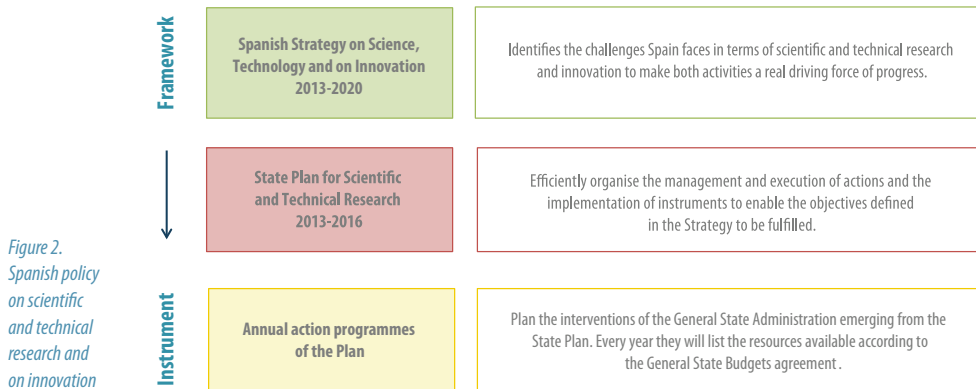 Framework
Spanish Strategy on Science,
Technology and on Innovation
2013-2020
Identifies the challenges Spain faces in terms of scientific and technical research
and innovation to make both activities a real driving force of progress.
State Plan for Scientific
and Technical Research
2013-2016
Efficiently organise the management and execution of actions and the
implementation of instruments to enable the objectives defined
in the Strategy to be fulfilled.
Figure 2.
Spanish policy
on scientific
and technical
research and
on innovation
Instrument
Annual action programmes
of the Plan
Plan the interventions of the General State Administration emerging from the
State Plan. Every year they will list the resources available according to
the General State Budgets agreement .